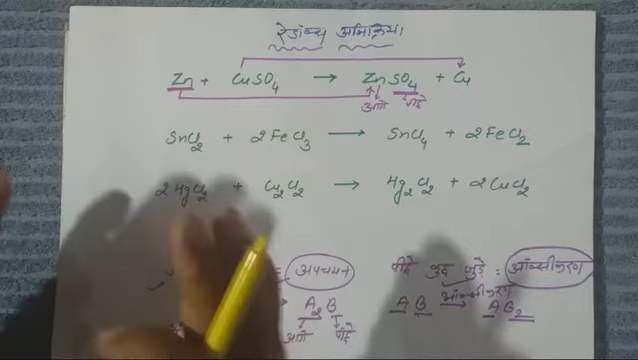 रेडॉक्स अभिक्रिया
Zn + CuSO₄ → ZnSO₄ + Cu
आगे पीछे
SnCl₂ + 2FeCl₃ → SnCl₄ + 2FeCl₂
2HgCl₂ + Cu₂Cl₂ → Hg₂Cl₂ + 2CuCl₂
= अपचयन पीछे कुछ जुड़े = ऑक्सीकरण
→ A₂B AB ऑक्सीकरण → AB₂
आगे पीछे